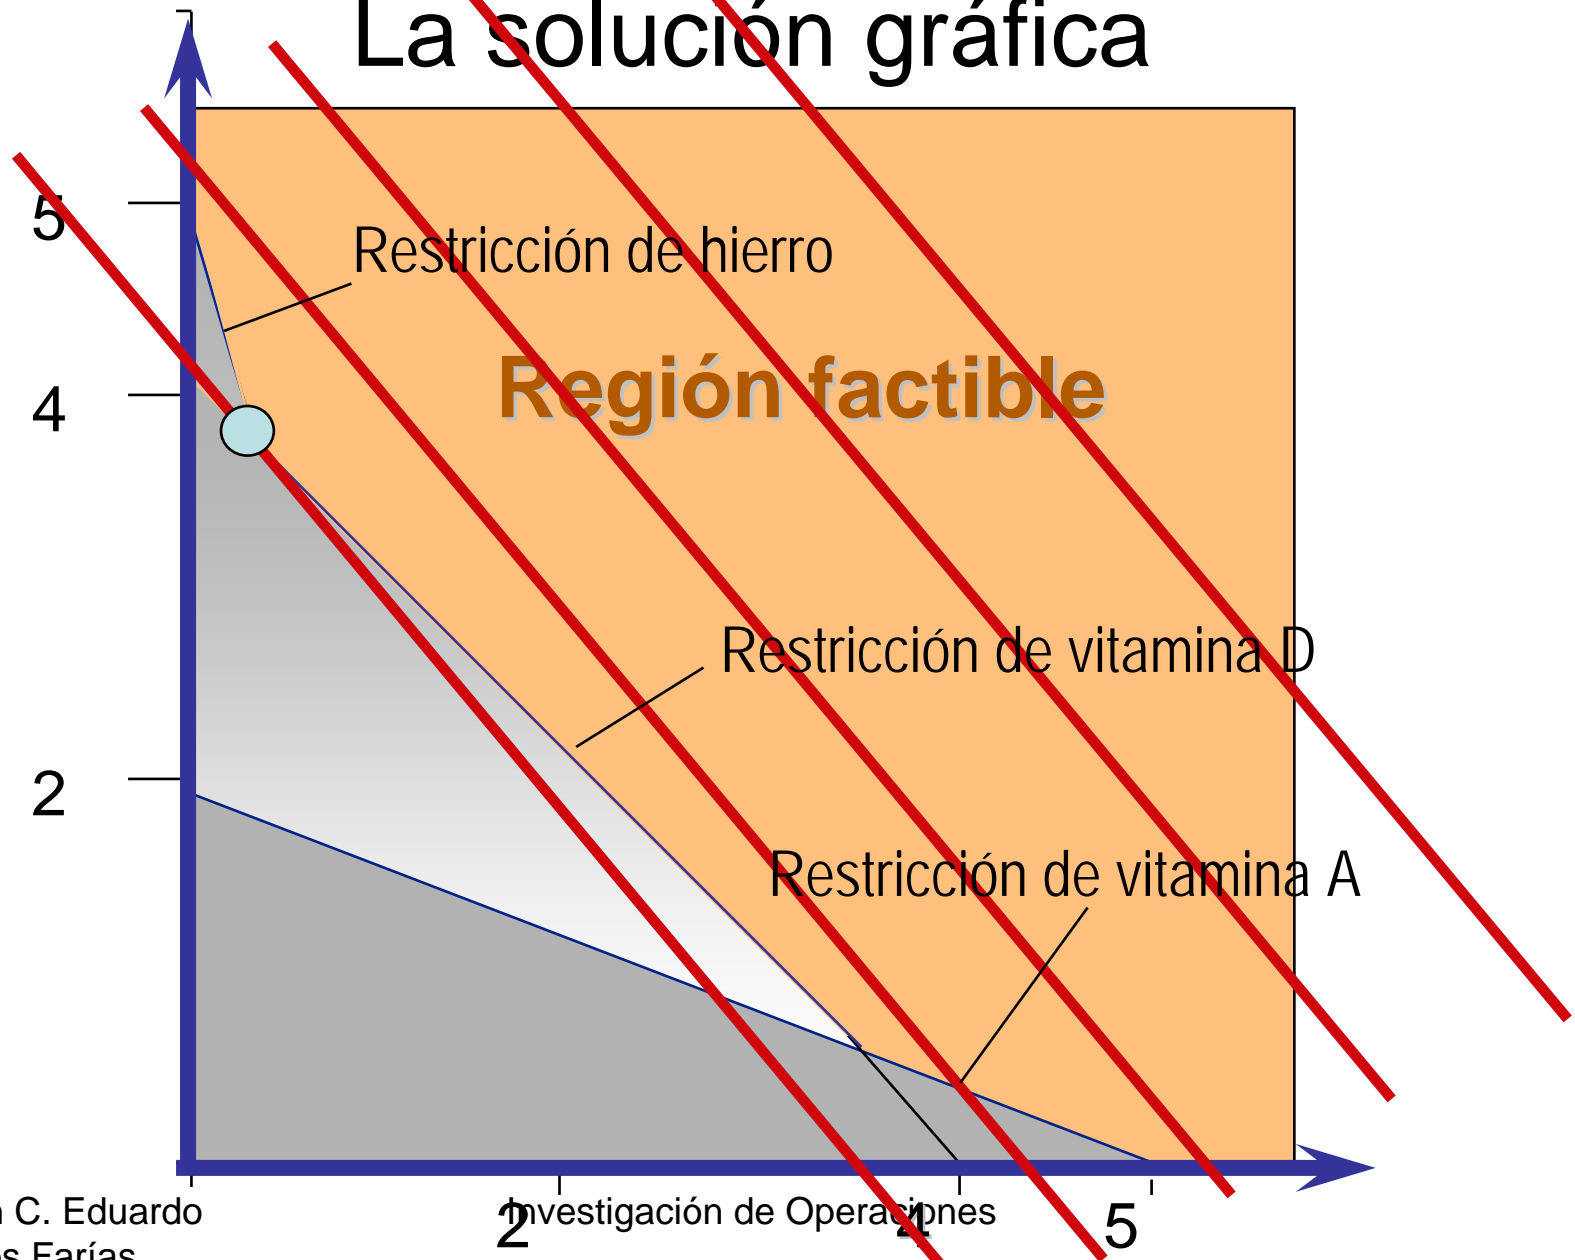 La solución gráfica
5
Restricción de hierro
Región factible
4
Restricción de vitamina D
2
Restricción de vitamina A
C. Eduardo
Farías
Investigación de Operaciones
2
4
5